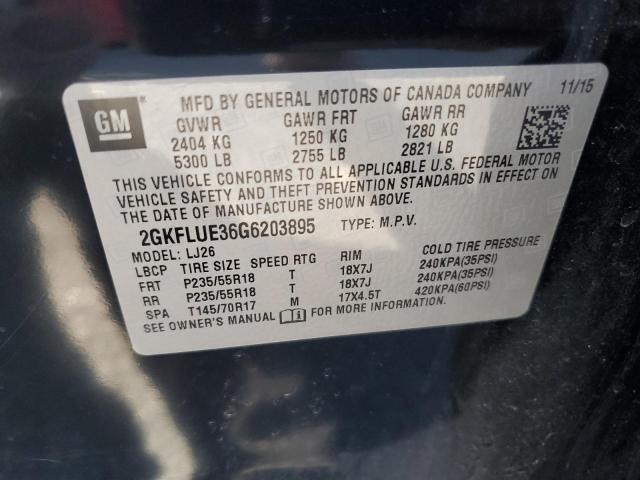 GM
MFD BY GENERAL MOTORS OF CANADA COMPANY 11/15
GVWR GAWR FRT GAWR RR
2404 KG 1250 KG 1280 KG
5300 LB 2755 LB 2821 LB
THIS VEHICLE CONFORMS TO ALL APPLICABLE U.S. FEDERAL MOTOR
VEHICLE SAFETY AND THEFT PREVENTION STANDARDS IN EFFECT ON
THE DATE OF MANUFACTURE SHOWN ABOVE.
2GKFLUE36G6203895 TYPE: M.P.V.
MODEL: LJ26
LBCP TIRE SIZE SPEED RTG RIM COLD TIRE PRESSURE
FRT P235/55R18 T 18X7J 240KPA(35PSI)
RR P235/55R18 T 18X7J 240KPA(35PSI)
SPA T145/70R17 M 17X4.5T 420KPA(60PSI)
SEE OWNER'S MANUAL FOR MORE INFORMATION.